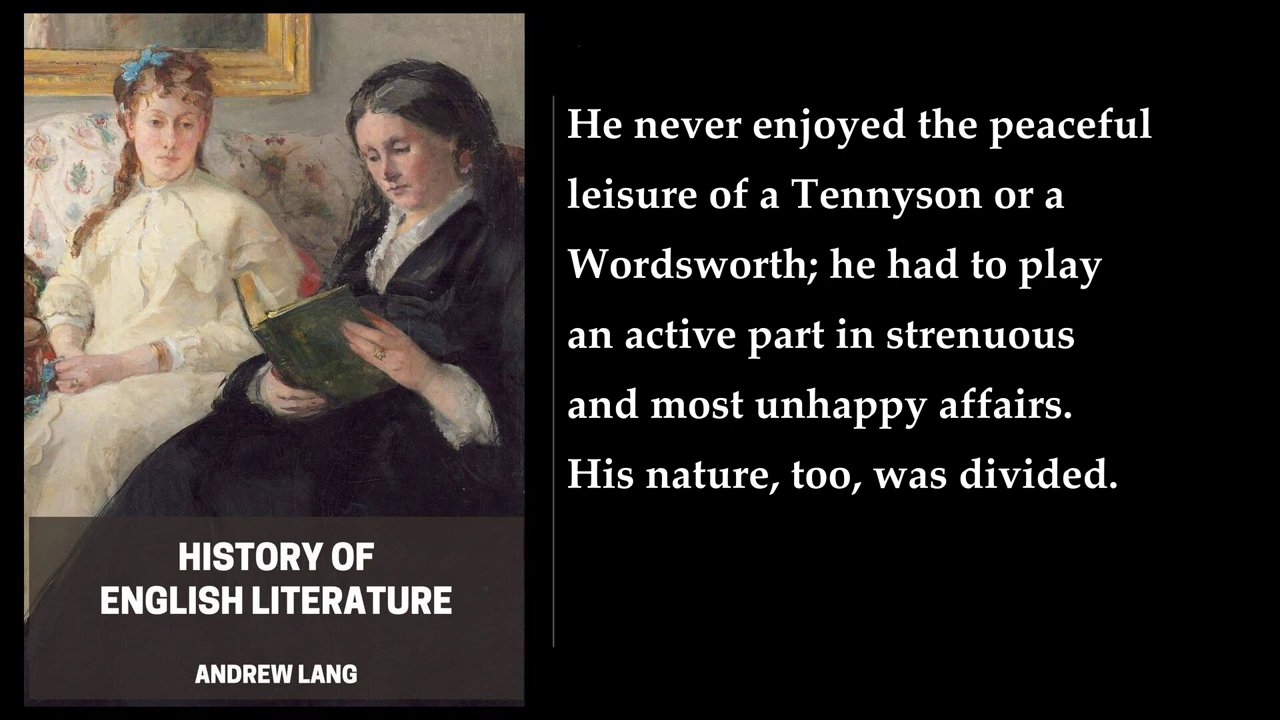 HISTORY OF
ENGLISH LITERATURE
ANDREW LANG
He never enjoyed the peaceful
leisure of a Tennyson or a
Wordsworth; he had to play
an active part in strenuous
and most unhappy affairs.
His nature, too, was divided.